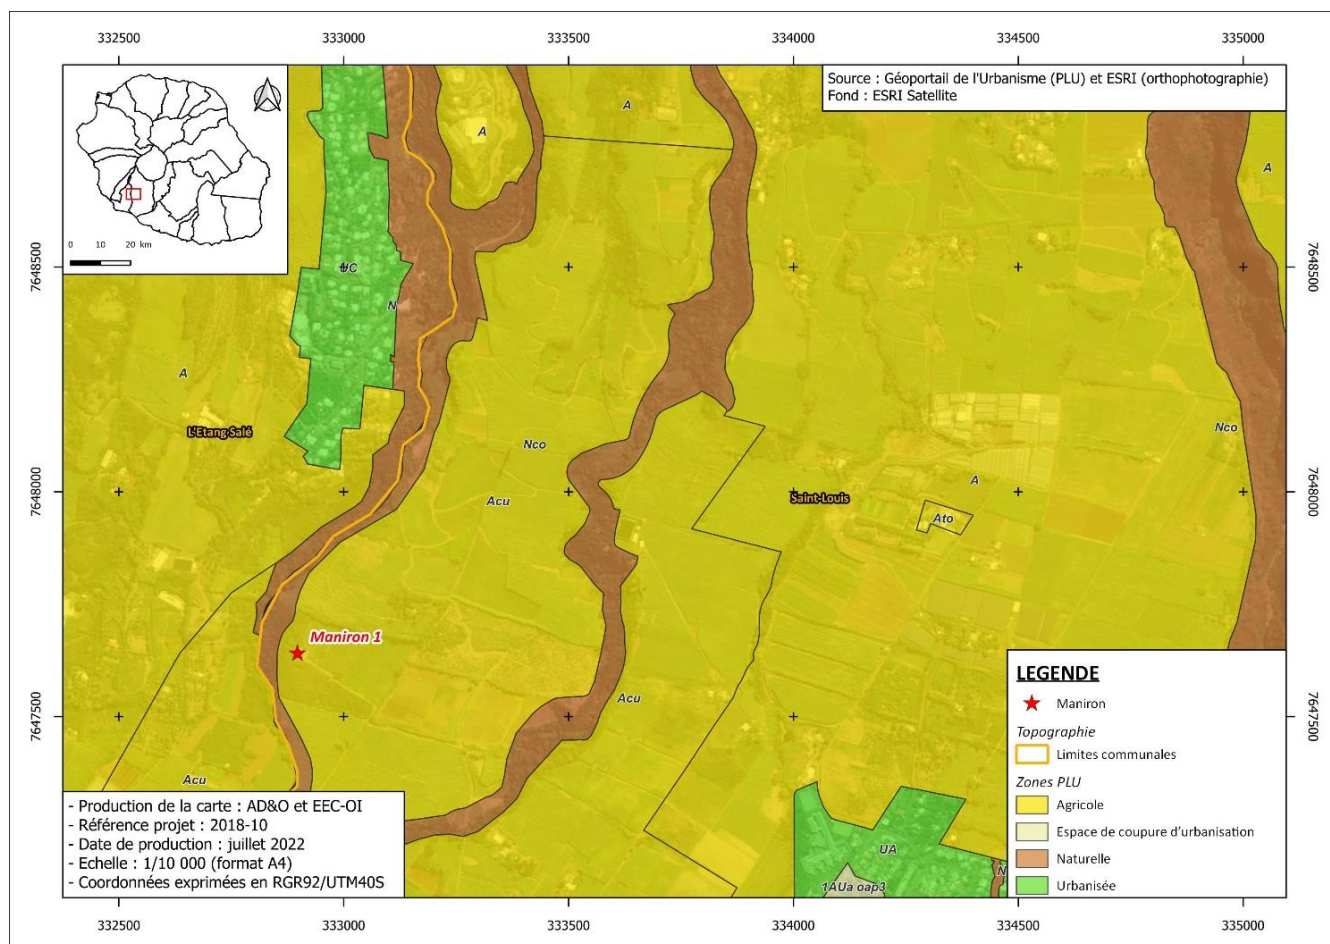 332500 333000 333500 334000 334500 335000
Source : Géoportail de l'Urbanisme (PLU) et ESRI (orthophotographie)
Fond : ESRI Satellite
0 10 20 km
A
A
A
7648500
UC
7648500
N
A
L'Etang Salé
Nco
Nco
Acu
A
7648000
Saint-Louis
7648000
Ato
Maniron 1
Acu
7647500
7647500
Acu
LEGENDE
Maniron
Topographie
Limites communales
Zones PLU
Agricole
Espace de coupure d'urbanisation
Naturelle
Urbanisée
- Production de la carte : AD&O et EEC-OI
- Référence projet : 2018-10
- Date de production : juillet 2022
- Echelle : 1/10 000 (format A4)
- Coordonnées exprimées en RGR92/UTM40S
UA
N
1AUa oap3
332500 333000 333500 334000 334500 335000